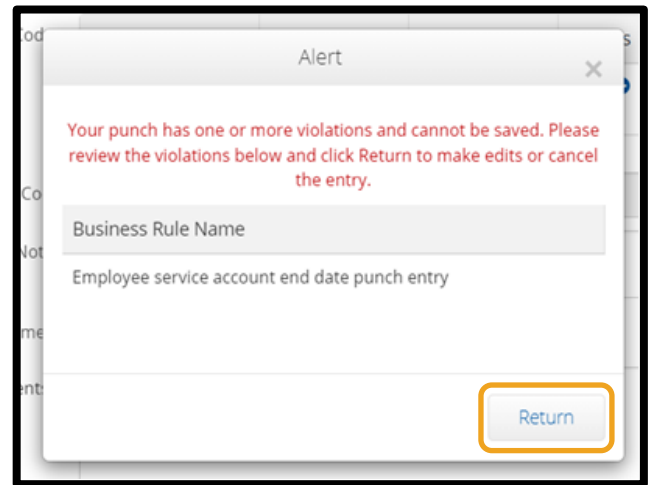 Alert
Your punch has one or more violations and cannot be saved. Please
review the violations below and click Return to make edits or cancel
the entry.
Business Rule Name
Employee service account end date punch entry
Return